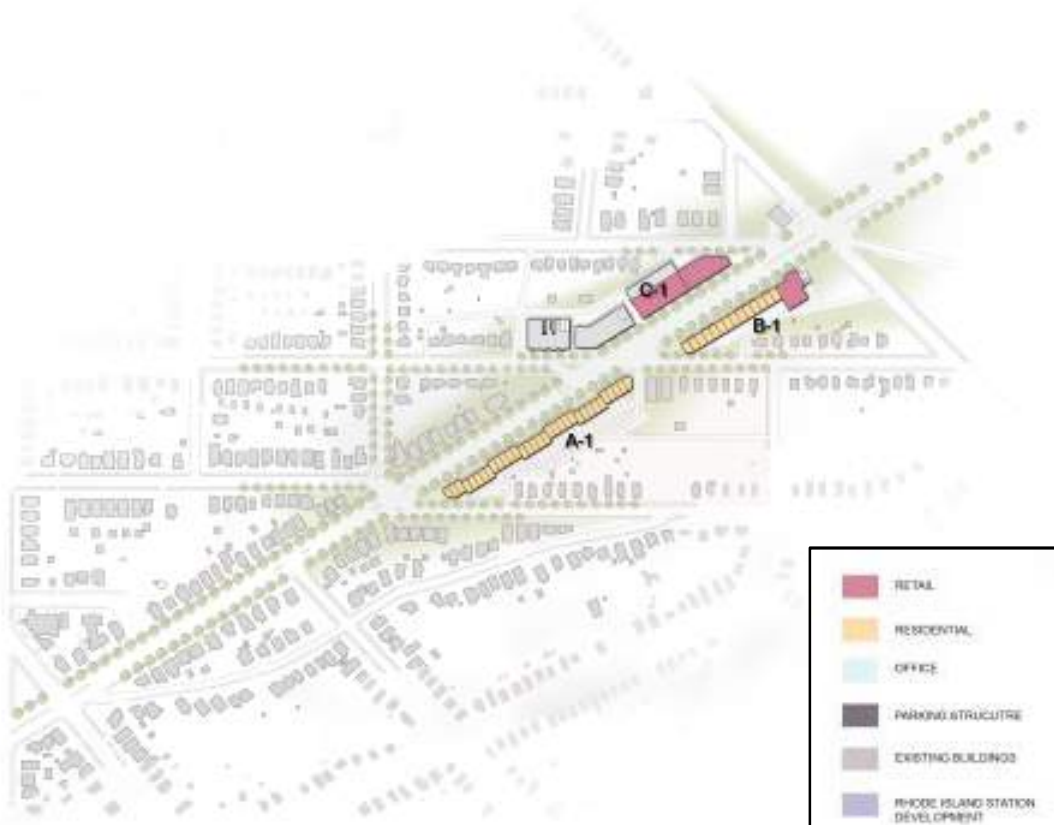 C-1
B-1
A-1
RETAIL
RESIDENTIAL
OFFICE
PARKING STRUCUTRE
EXISTING BUILDINGS
RHODE ISLAND STATION
DEVELOPMENT